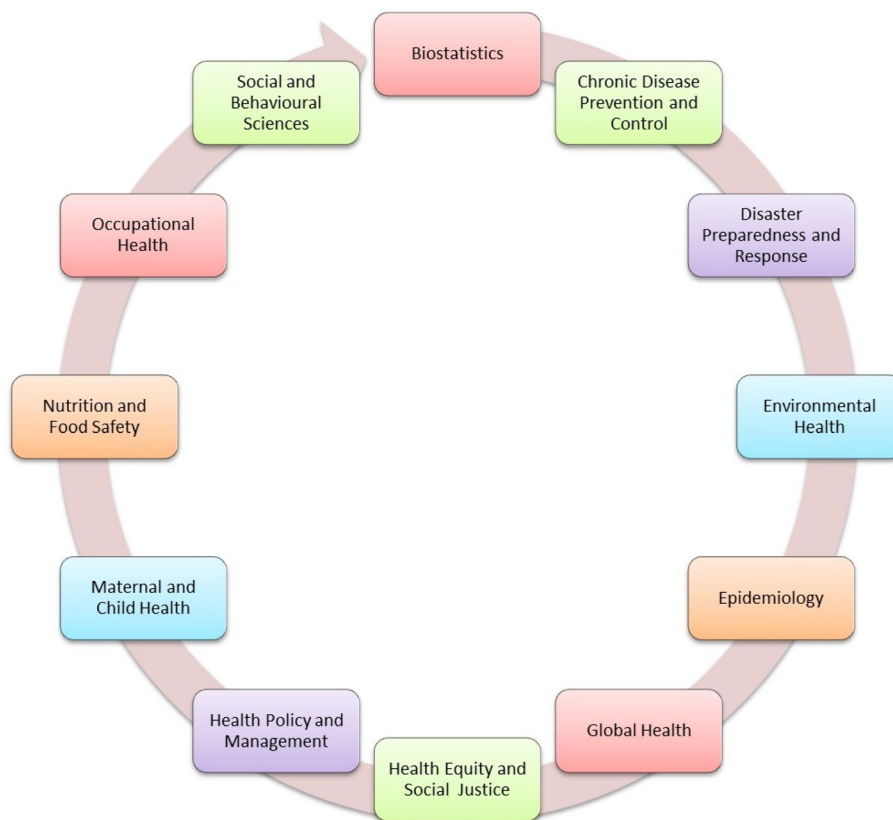 Biostatistics
Chronic Disease
Prevention and
Control
Disaster
Preparedness and
Response
Environmental
Health
Epidemiology
Global Health
Health Equity and
Social Justice
Health Policy and
Management
Maternal and
Child Health
Nutrition and
Food Safety
Occupational
Health
Social and
Behavioural
Sciences